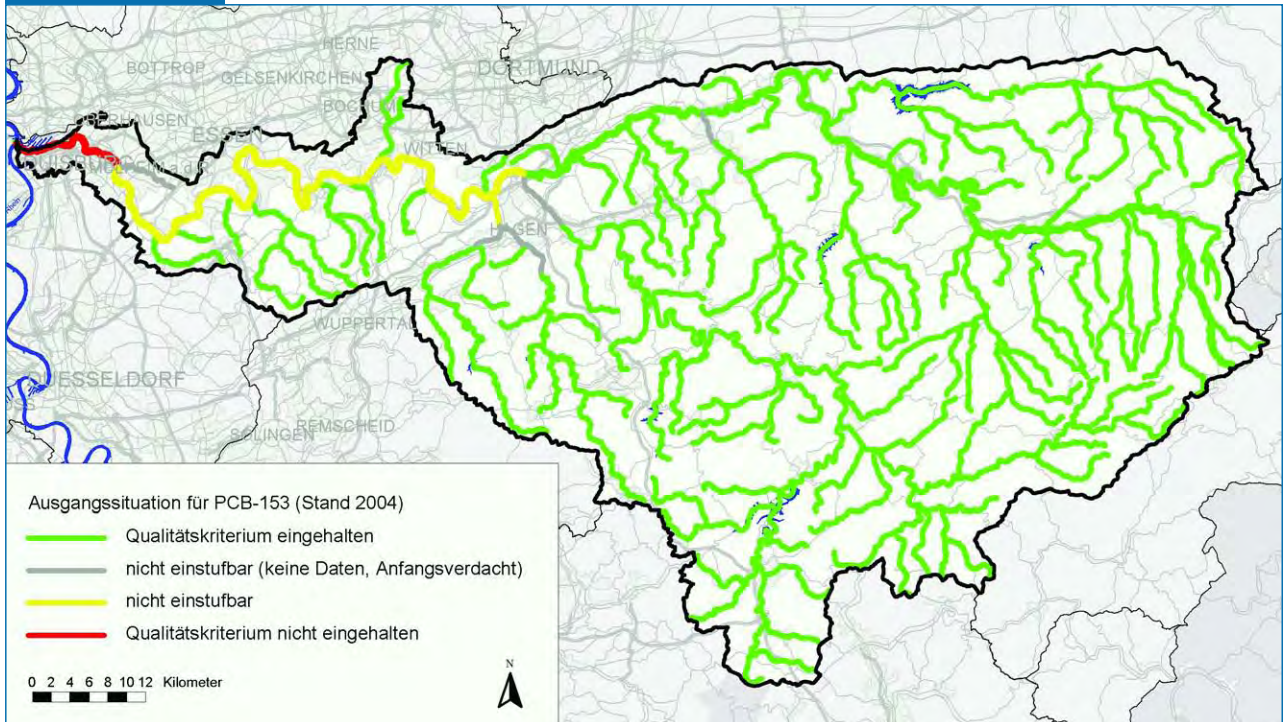 HERNE
BOTTROP
GELSENKIRCHEN
DORTMUND
BOCHUM
OBERHAUSEN
ESSEN
WITTEN
HAGEN
WUPPERTAL
SOLINGEN
REMSCHEID
Ausgangssituation für PCB-153 (Stand 2004)
Qualitätskriterium eingehalten
nicht einstufbar (keine Daten, Anfangsverdacht)
nicht einstufbar
Qualitätskriterium nicht eingehalten
0 2 4 6 8 10 12 Kilometer
N